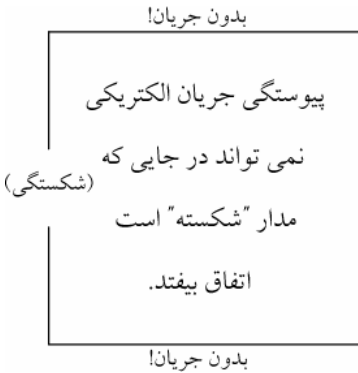 بدون جریان!
پیوستگی جریان الکتریکی
نمی تواند در جایی که
(شکستگی)
مدار "شکسته" است
اتفاق بیفتد.
بدون جریان!